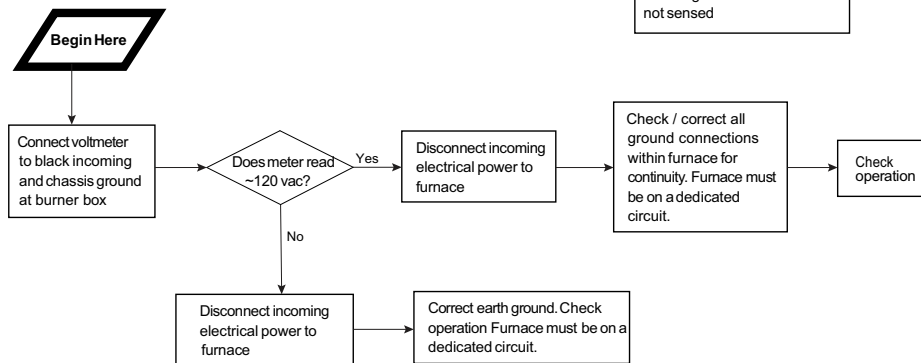 not sensed
Begin Here
Connect voltmeter
to black incoming
and chassis ground
at burner box
Does meter read
~120 vac?
Yes
Disconnect incoming
electrical power to
furnace
Check / correct all
ground connections
within furnace for
continuity. Furnace must
be on a dedicated
circuit.
Check
operation
No
Disconnect incoming
electrical power to
furnace
Correct earth ground. Check
operation Furnace must be on a
dedicated circuit.